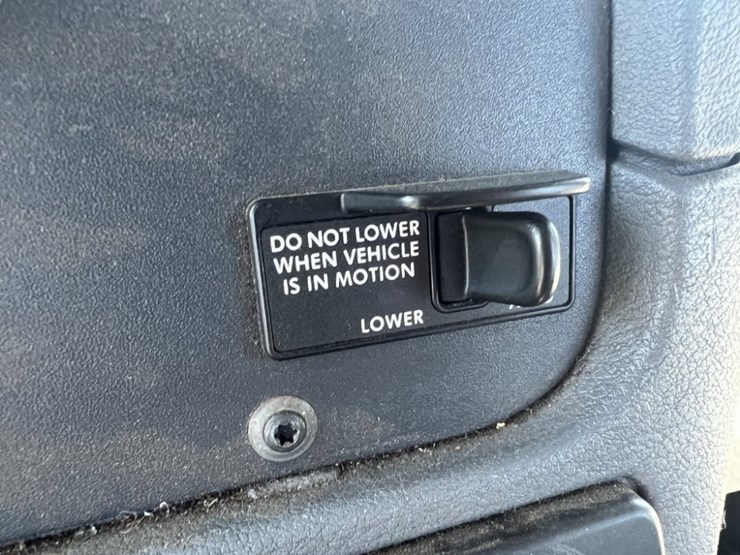 DO NOT LOWER
WHEN VEHICLE
IS IN MOTION
LOWER